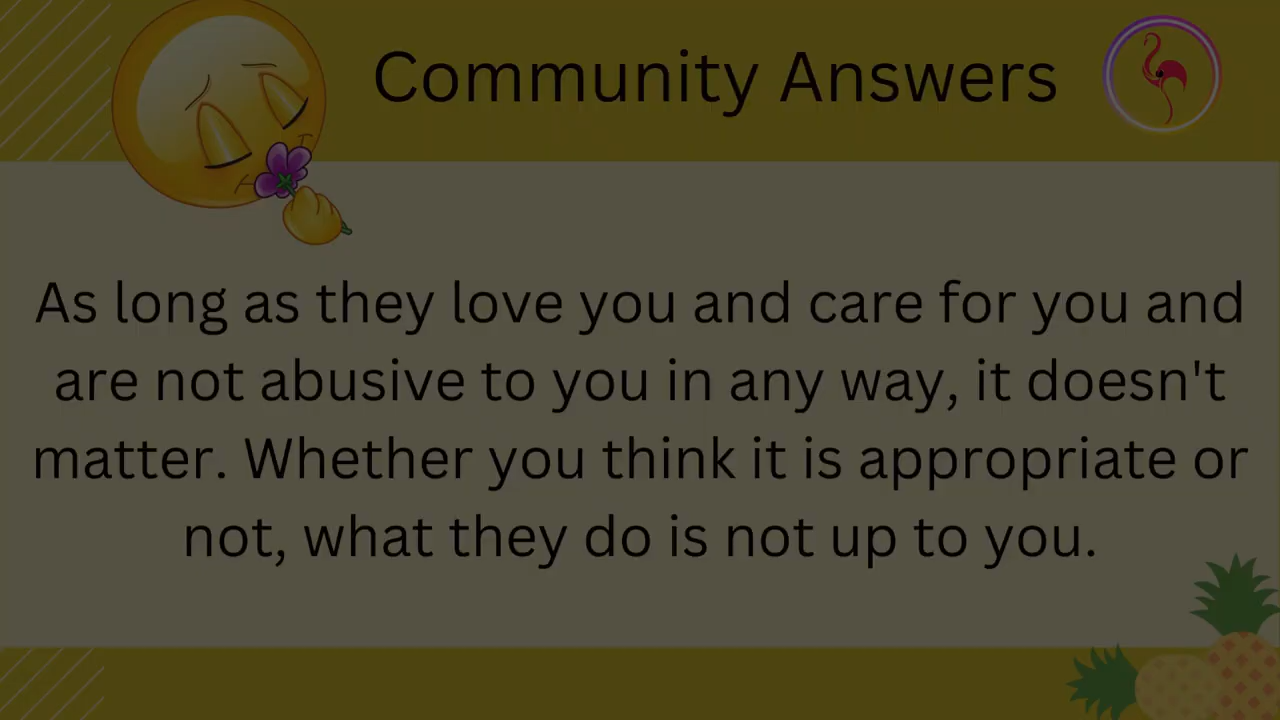 Community Answers
As long as they love you and care for you and
are not abusive to you in any way, it doesn't
matter. Whether you think it is appropriate or
not, what they do is not up to you.